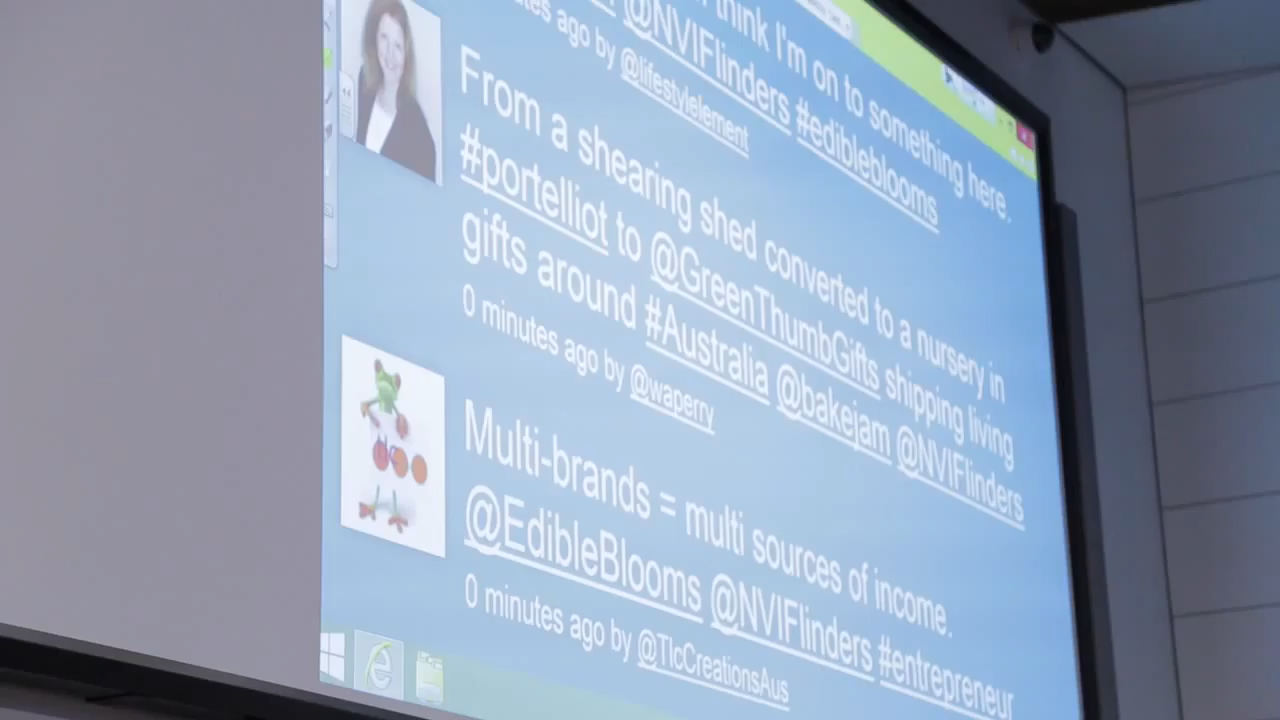 think I'm on to something here.
@NVIFlinders #edibleblooms
ago by @lifestylelement
From a shearing shed converted to a nursery in
#portelliot to @GreenThumbGifts shipping living
gifts around #Australia @bakejam @NVIFlinders
0 minutes ago by @waperry
Multi-brands = multi sources of income.
@EdibleBlooms @NVIFlinders #entrepreneur
0 minutes ago by @TlcCreationsAus